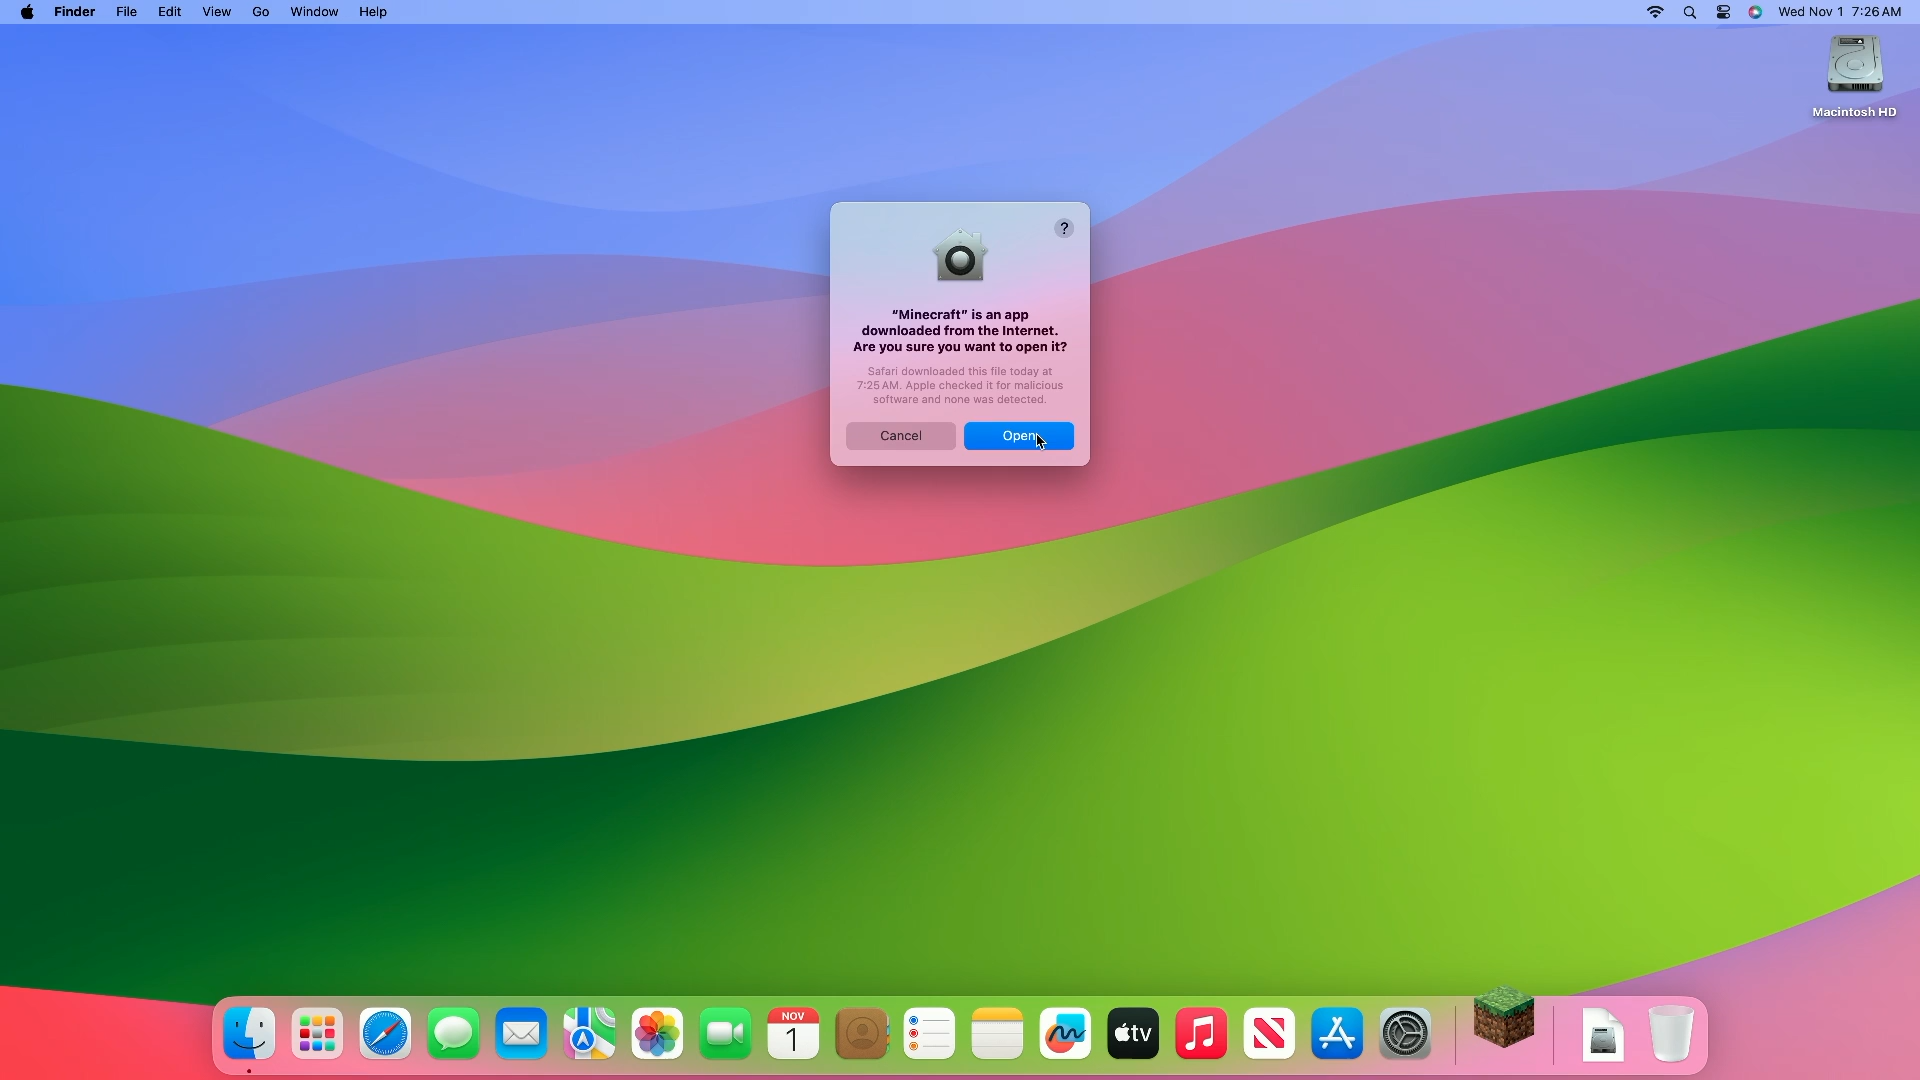 Finder File Edit View Go Window Help Wed Nov 1 7:26 AM
Macintosh HD
?
“Minecraft” is an app
downloaded from the Internet.
Are you sure you want to open it?
Safari downloaded this file today at
7:25 AM. Apple checked it for malicious
software and none was detected.
Cancel Open
NOV
1
tv